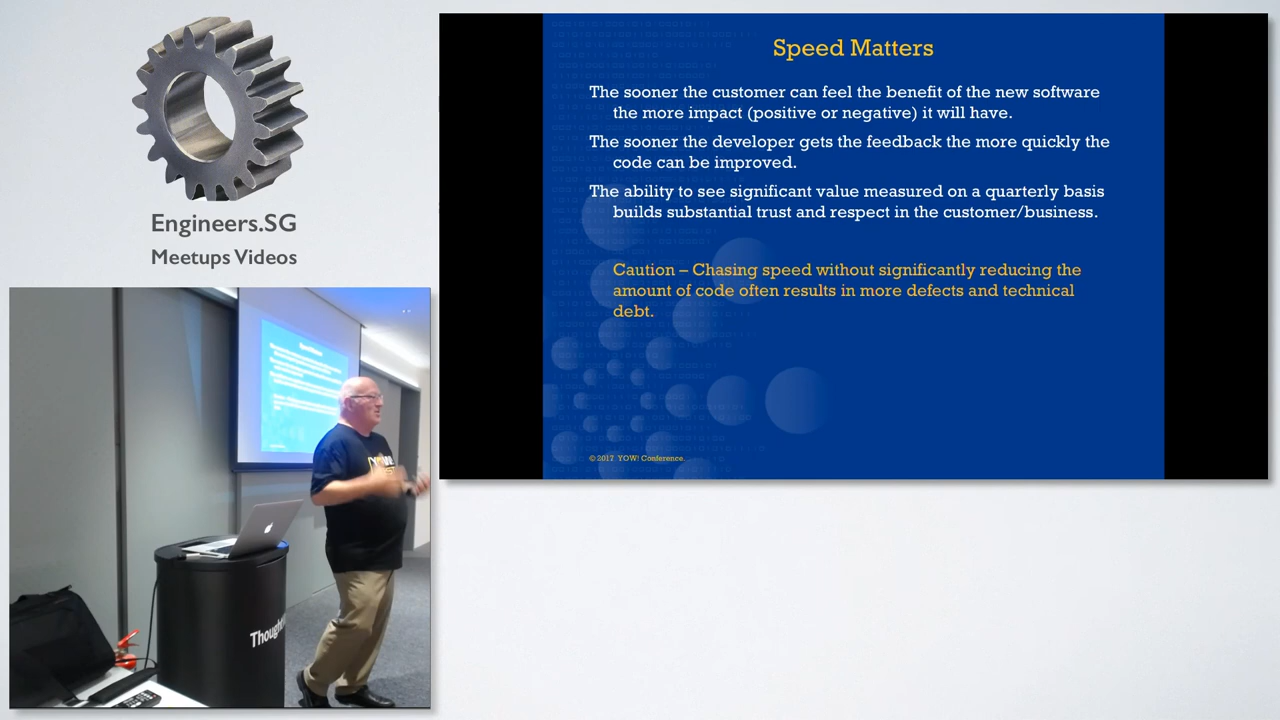 Engineers.SG
Meetups Videos
Speed Matters
The sooner the customer can feel the benefit of the new software
the more impact (positive or negative) it will have.
The sooner the developer gets the feedback the more quickly the
code can be improved.
The ability to see significant value measured on a quarterly basis
builds substantial trust and respect in the customer/business.
Caution – Chasing speed without significantly reducing the
amount of code often results in more defects and technical
debt.
© 2017 YOW! Conference.
Thought